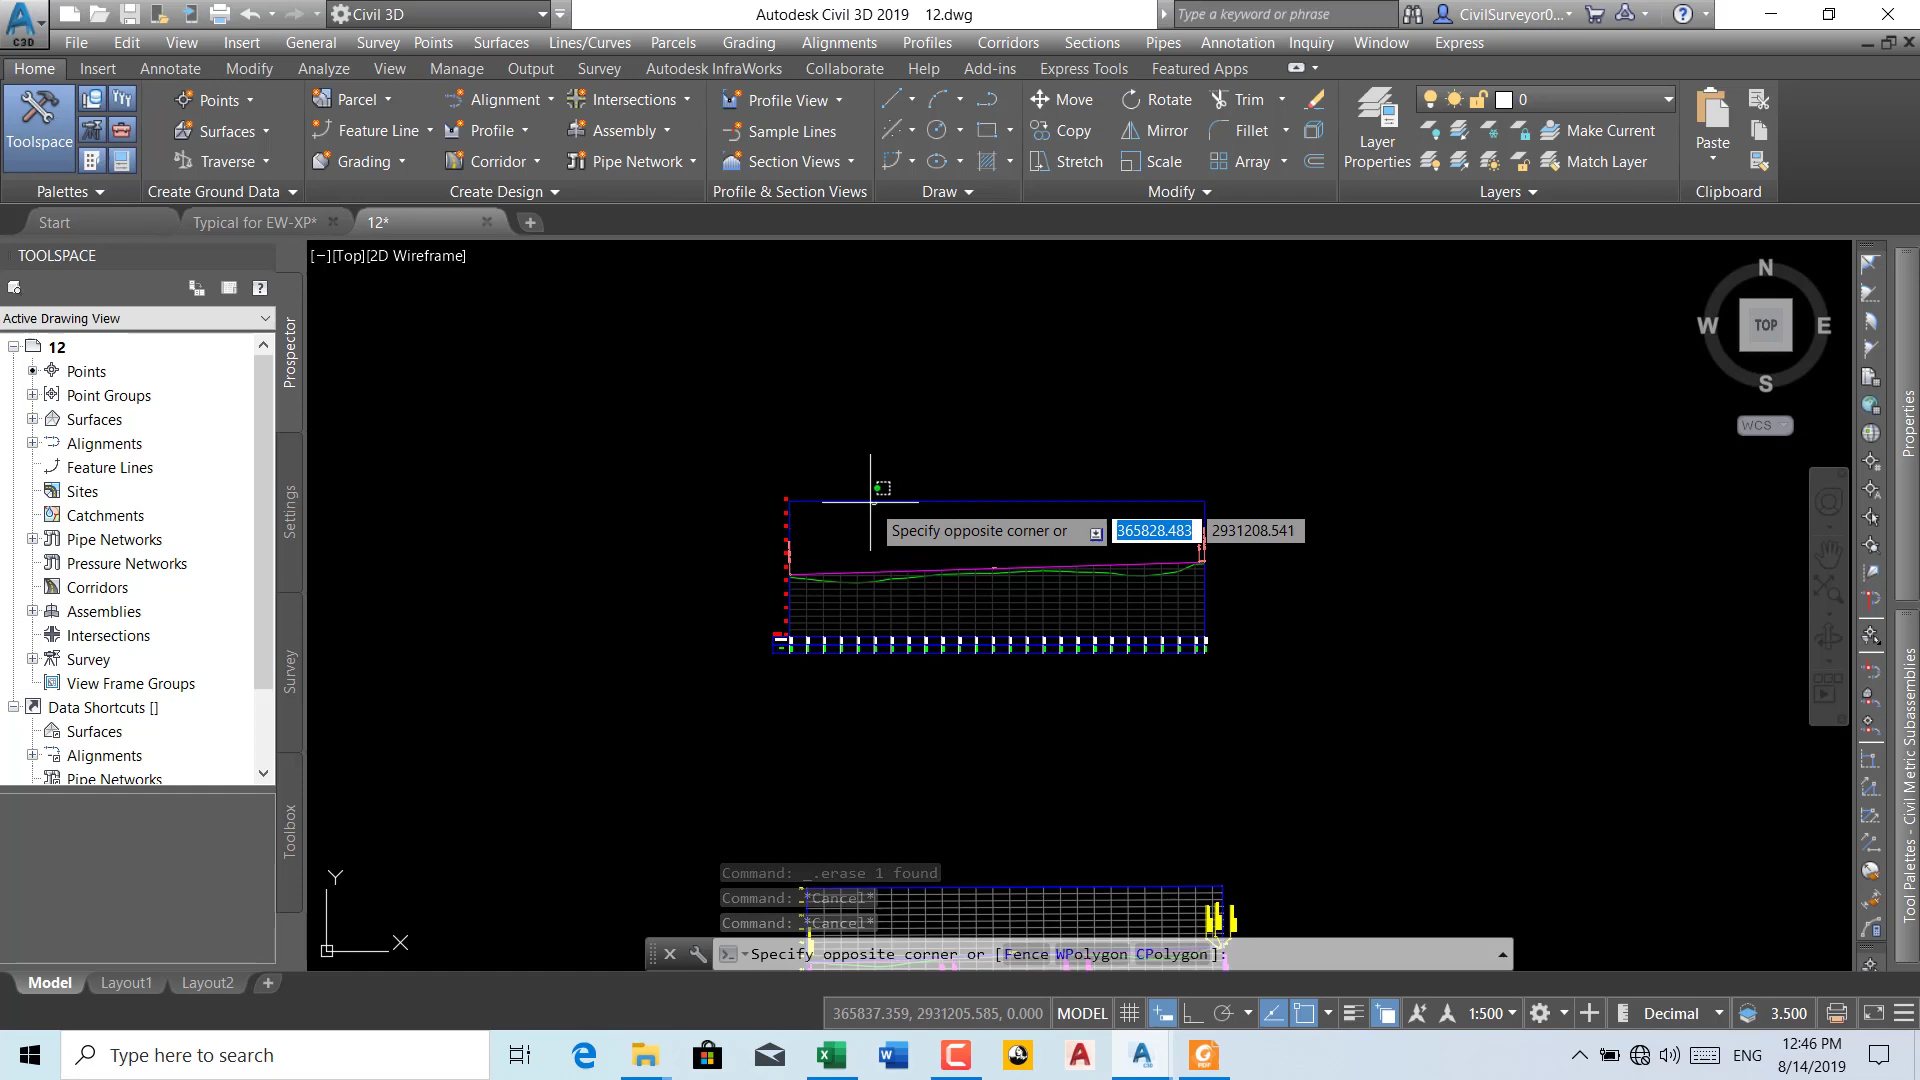 C3D
Civil 3D
Autodesk Civil 3D 2019 12.dwg
Type a keyword or phrase
CivilSurveyor0...
File Edit View Insert General Survey Points Surfaces Lines/Curves Parcels Grading Alignments Profiles Corridors Sections Pipes Annotation Inquiry Window Express
Home Insert Annotate Modify Analyze View Manage Output Survey Autodesk InfraWorks Collaborate Help Add-ins Express Tools Featured Apps
Points Parcel Alignment Intersections Profile View Move Rotate Trim 0
Toolspace Surfaces Feature Line Profile Assembly Sample Lines Copy Mirror Fillet Layer Properties Make Current Paste
Traverse Grading Corridor Pipe Network Section Views Stretch Scale Array Match Layer
Palettes Create Ground Data Create Design Profile & Section Views Draw Modify Layers Clipboard
Start Typical for EW-XP* 12*
TOOLSPACE
[−][Top][2D Wireframe]
Active Drawing View
12
Points
Point Groups
Surfaces
Alignments
Feature Lines
Sites
Catchments
Pipe Networks
Pressure Networks
Corridors
Assemblies
Intersections
Survey
View Frame Groups
Data Shortcuts []
Surfaces
Alignments
Pipe Networks
Prospector
Settings
Survey
Toolbox
N
W TOP E
S
WCS
Properties
Tool Palettes - Civil Metric Subassemblies
Specify opposite corner or 365828.483 2931208.541
Y
X
Command: _.erase 1 found
Command: *Cancel*
Command: *Cancel*
Specify opposite corner or [Fence WPolygon CPolygon]:
Model Layout1 Layout2
365837.359, 2931205.585, 0.000 MODEL 1:500 Decimal 3.500
Type here to search
ENG
12:46 PM
8/14/2019